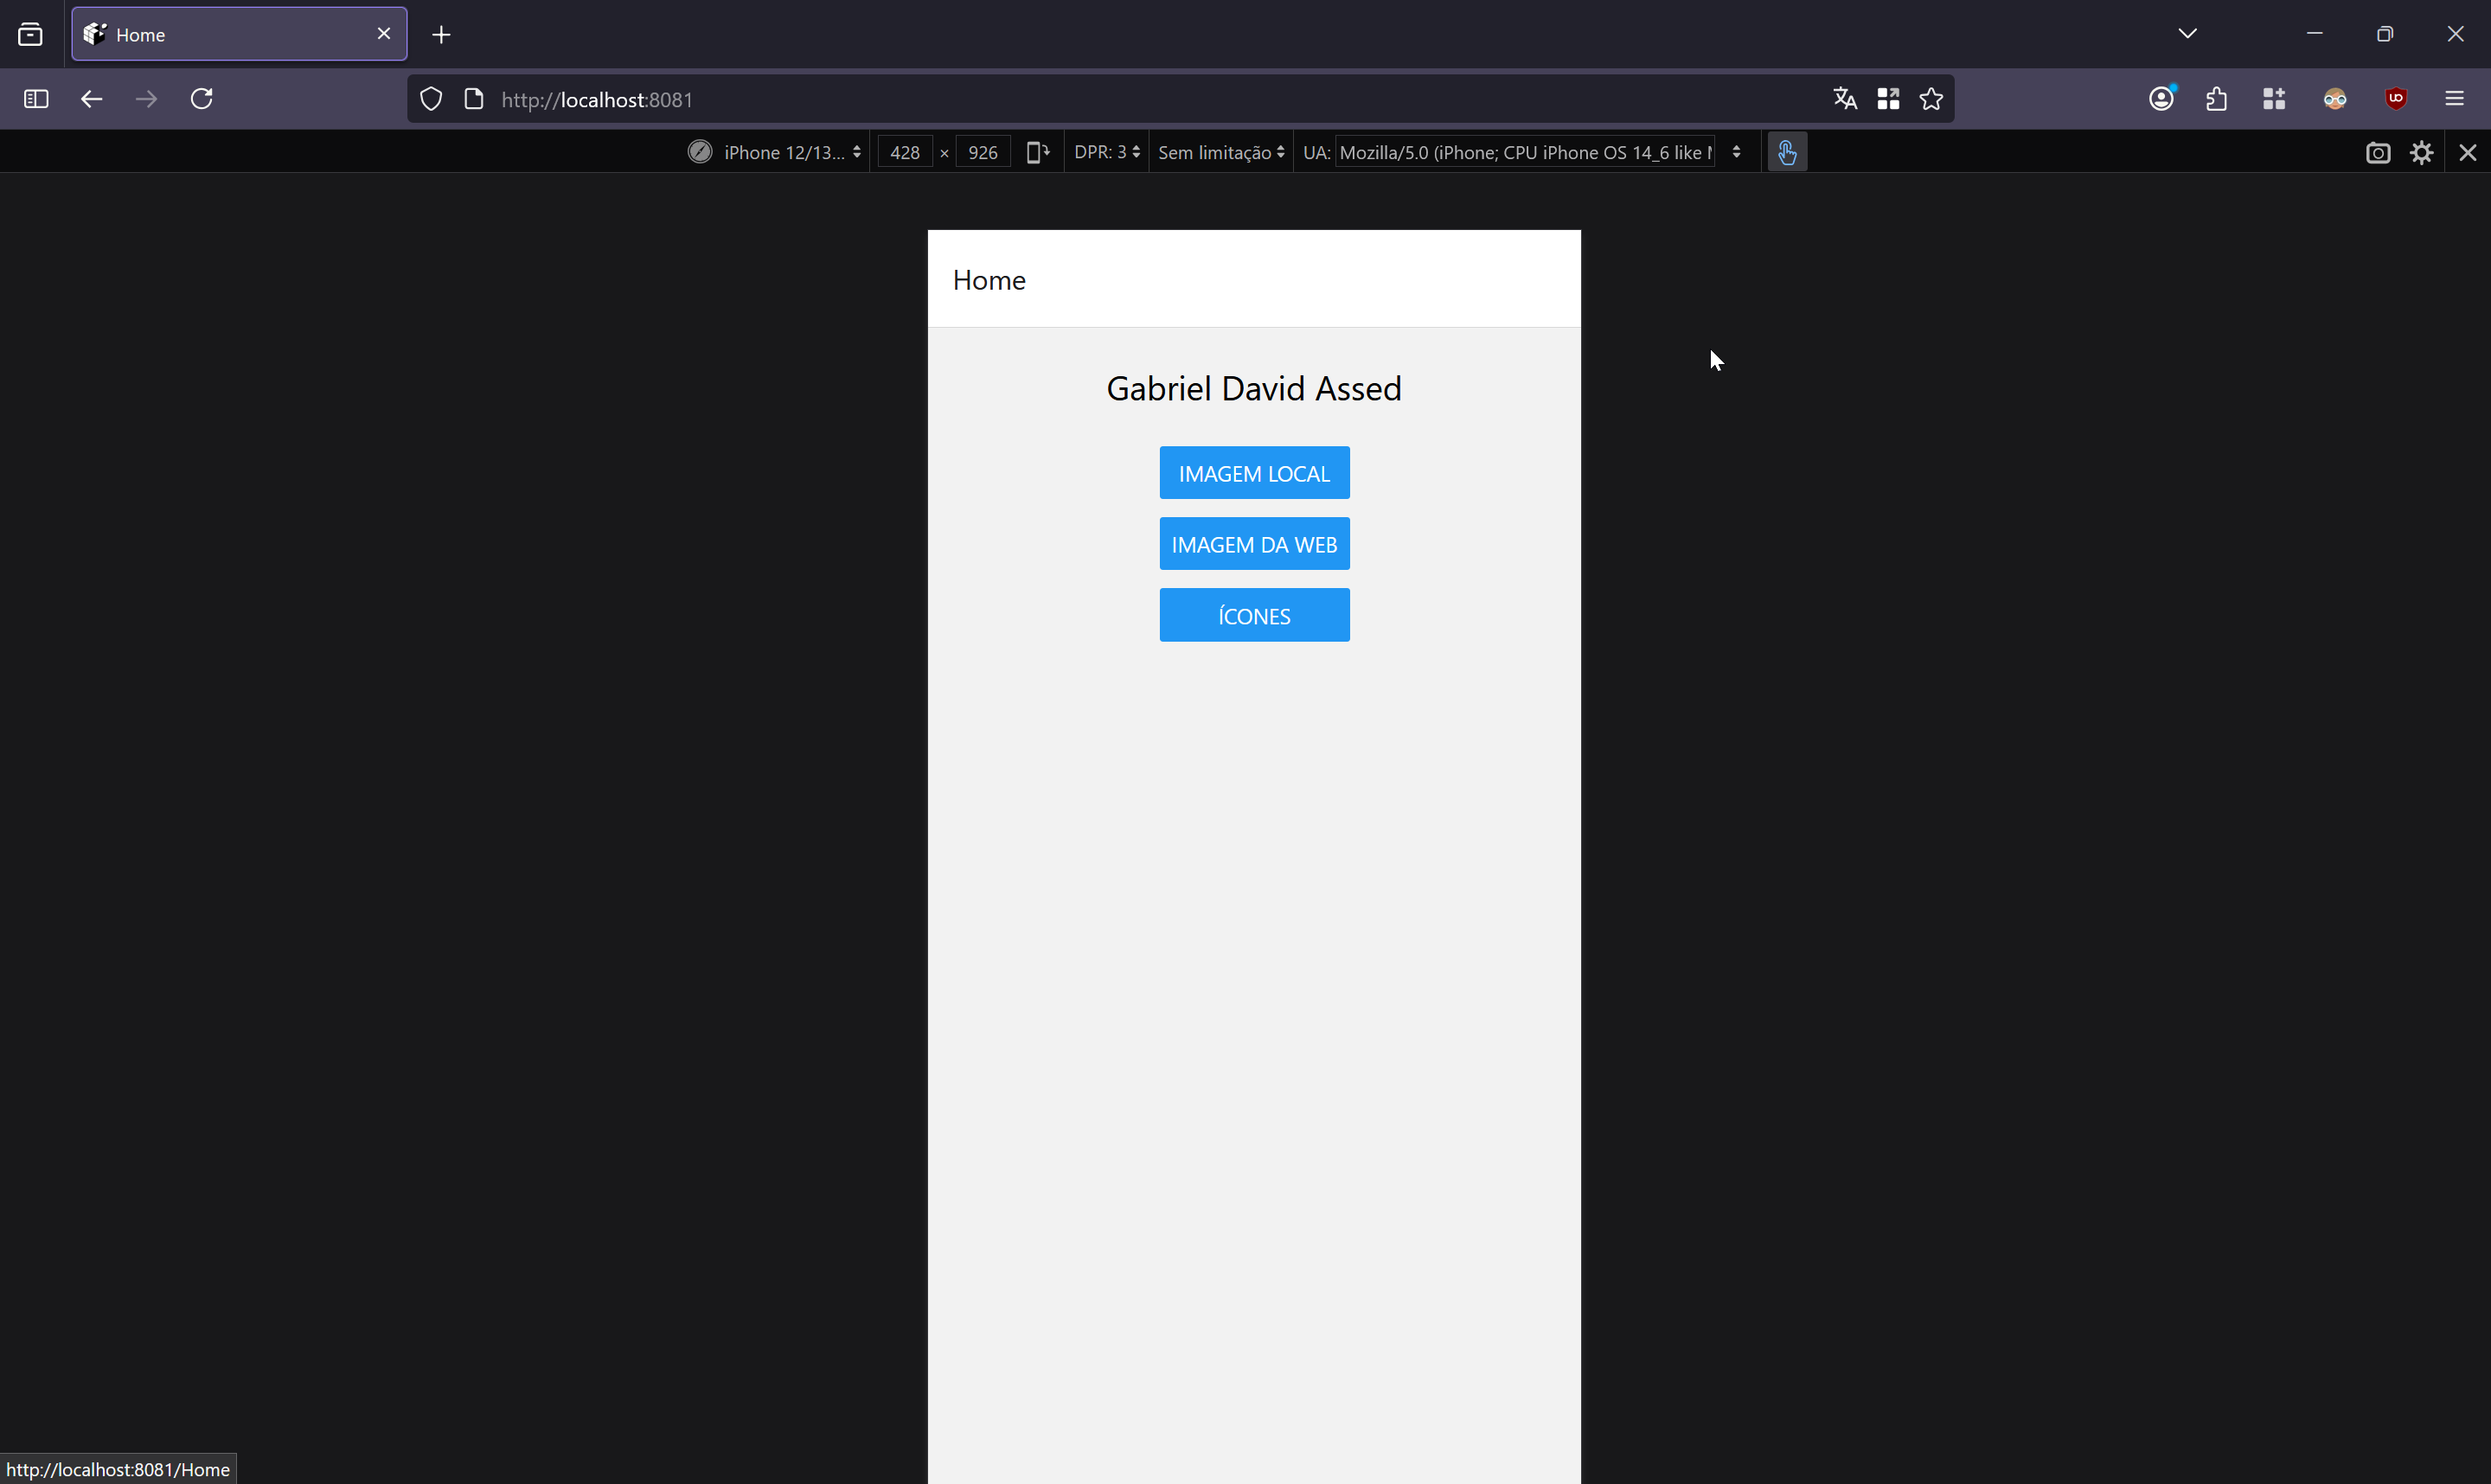 Home
http://localhost:8081
iPhone 12/13... 428 × 926 DPR: 3 Sem limitação UA: Mozilla/5.0 (iPhone; CPU iPhone OS 14_6 like
Home
Gabriel David Assed
IMAGEM LOCAL
IMAGEM DA WEB
ÍCONES
http://localhost:8081/Home